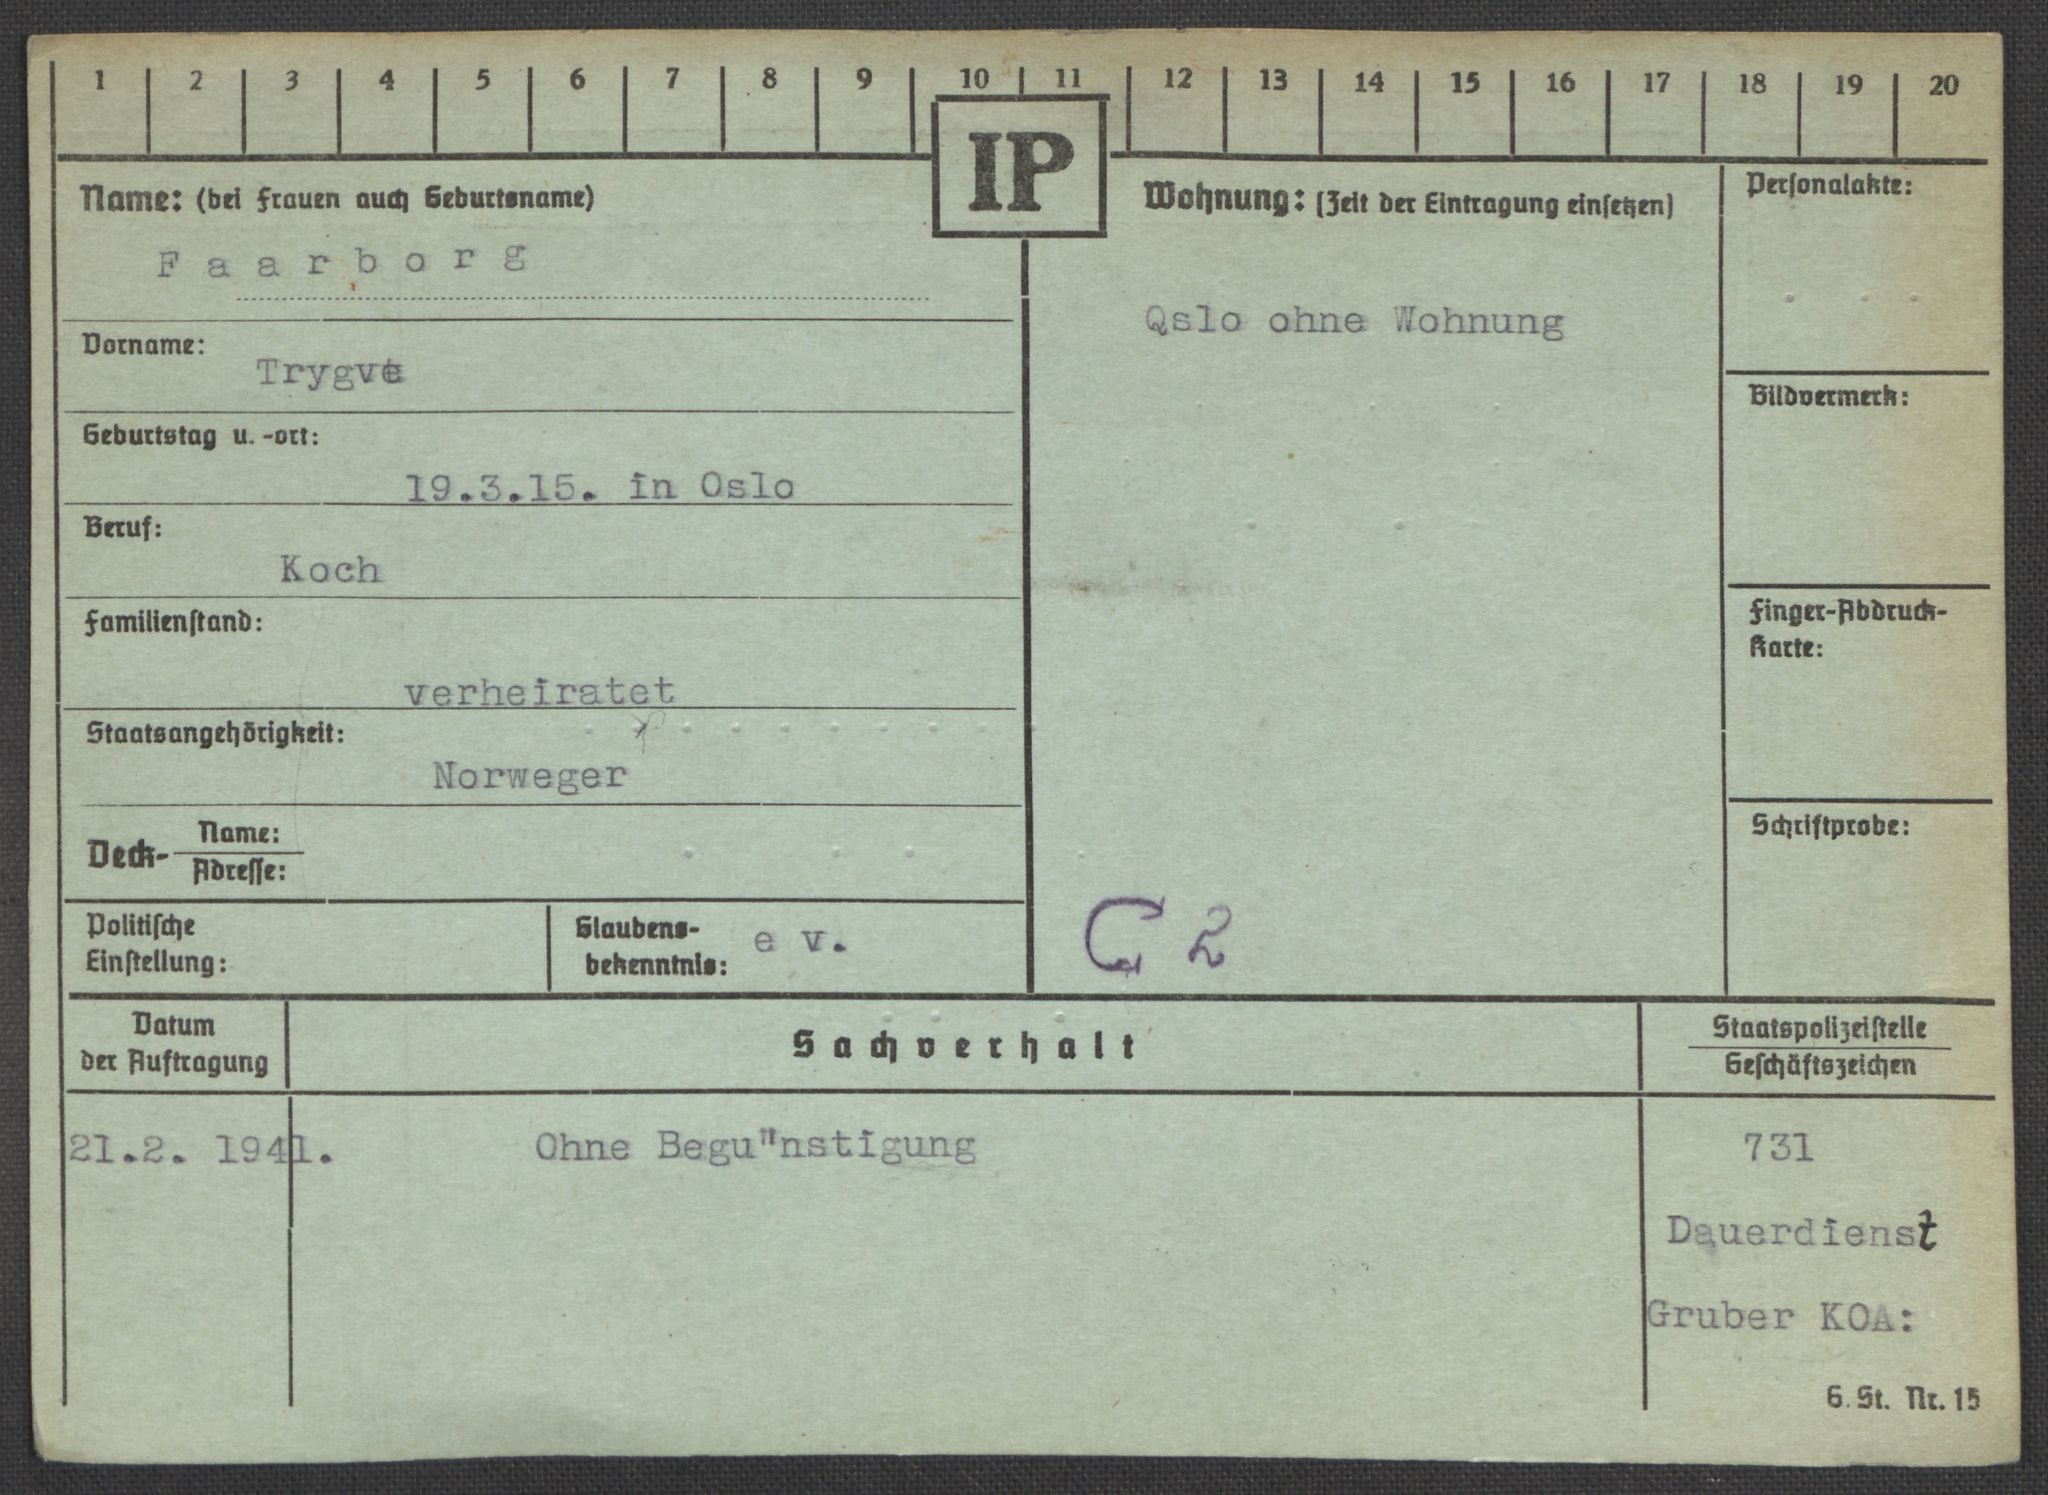 1 2 3 4 5 6 7 8 9 10 11 12 13 14 15 16 17 18 19 20
IP
Name: (bei Frauen auch Geburtsname)
F a a r b o r g
Vorname:
Trygve
Geburtstag u. -ort:
19.3.15. in Oslo
Beruf:
Koch
Familienstand:
verheiratet
Staatsangehörigkeit:
Norweger
Deck- Name:
Adresse:
Politische
Einstellung:
Glaubens-
bekenntnis:
e v.
Wohnung: (Zeit der Eintragung einsetzen)
Qslo ohne Wohnung
C 2
Personalakte:
Bildvermerk:
Finger-Abdruck-
Karte:
Schriftprobe:
Datum
der Auftragung
Sachverhalt
Staatspolizeistelle
Geschäftszeichen
21.2. 1941.
Ohne Begu"nstigung
731
Dauerdienst
Gruber KOA:
G. St. Nr. 15